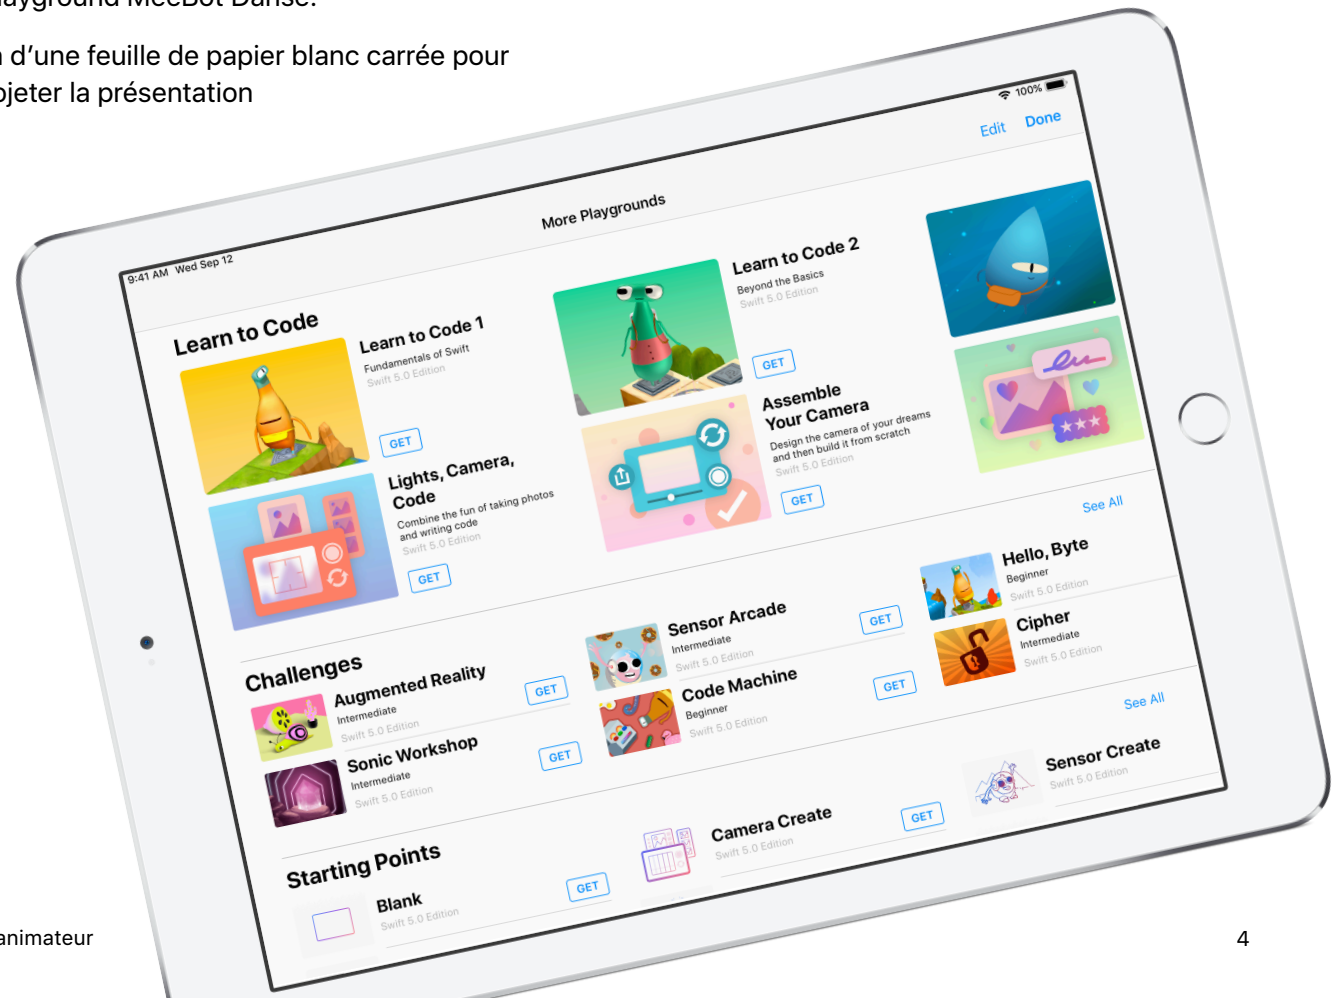 layground MeeBot Danse.
d’une feuille de papier blanc carrée pour
ojeter la présentation
9:41 AM Wed Sep 12
100%
More Playgrounds
Edit Done
Learn to Code
Learn to Code 1
Fundamentals of Swift
Swift 5.0 Edition
GET
Learn to Code 2
Beyond the Basics
Swift 5.0 Edition
GET
Lights, Camera,
Code
Combine the fun of taking photos
and writing code
Swift 5.0 Edition
GET
Assemble
Your Camera
Design the camera of your dreams
and then build it from scratch
Swift 5.0 Edition
GET
See All
Challenges
Augmented Reality
Intermediate
Swift 5.0 Edition
GET
Sensor Arcade
Intermediate
Swift 5.0 Edition
GET
Hello, Byte
Beginner
Swift 5.0 Edition
Sonic Workshop
Intermediate
Swift 5.0 Edition
GET
Code Machine
Beginner
Swift 5.0 Edition
GET
Cipher
Intermediate
Swift 5.0 Edition
See All
Starting Points
Blank
Swift 5.0 Edition
GET
Camera Create
Swift 5.0 Edition
GET
Sensor Create
Swift 5.0 Edition
animateur
4